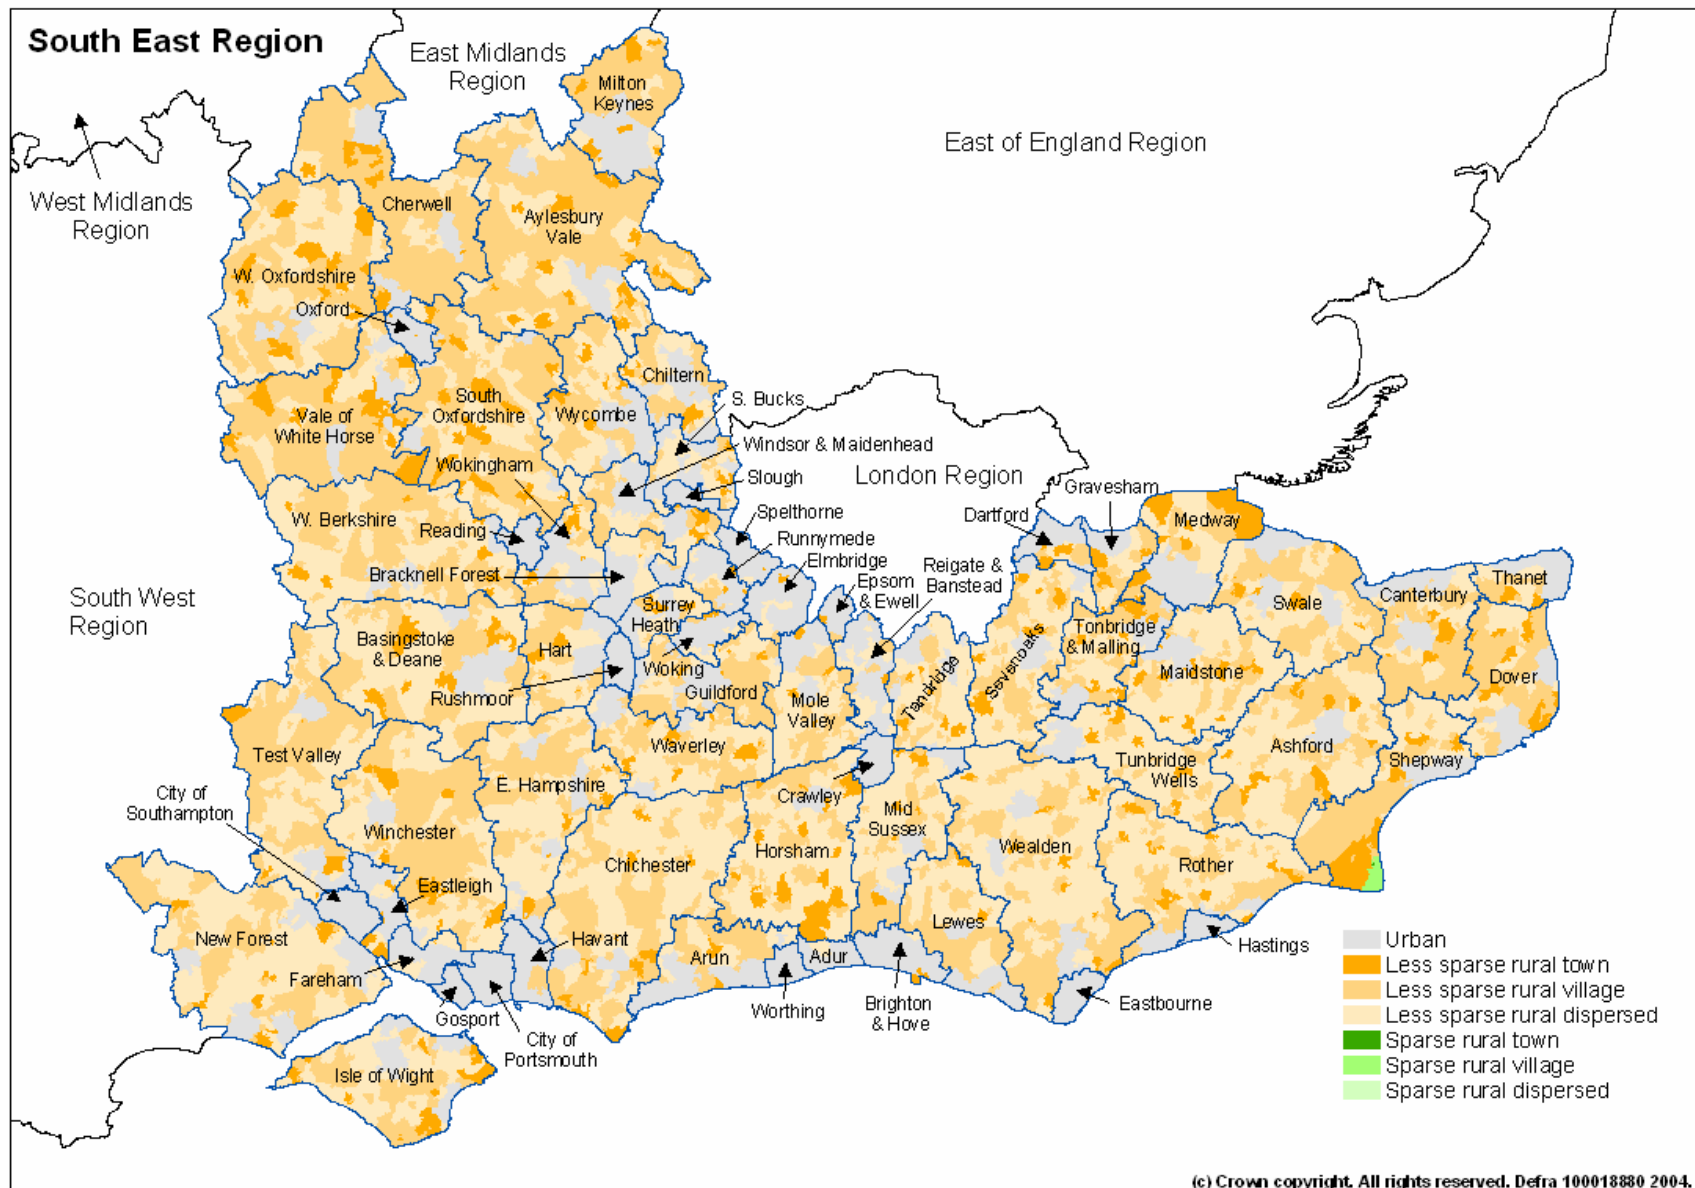 South East Region
East Midlands
Region
Milton
Keynes
East of England Region
West Midlands
Region
Cherwell
Aylesbury
Vale
W. Oxfordshire
Oxford
Chiltern
S. Bucks
South
Oxfordshire
Wycombe
Vale of
White Horse
Windsor & Maidenhead
Wokingham
London Region
Slough
Gravesham
Dartford
Medway
W. Berkshire
Reading
Spelthorne
Runnymede
Elmbridge
Reigate &
Banstead
Epsom
& Ewell
Bracknell Forest
Thanet
Canterbury
Swale
South West
Region
Surrey
Heath
Basingstoke
& Deane
Hart
Tonbridge
& Malling
Woking
Rushmoor
Guildford
Tandridge
Sevenoaks
Maidstone
Dover
Mole
Valley
Waverley
Test Valley
Ashford
Shepway
Tunbridge
Wells
E. Hampshire
City of
Southampton
Crawley
Mid
Sussex
Winchester
Chichester
Horsham
Wealden
Rother
Eastleigh
New Forest
Havant
Lewes
Arun
Adur
Hastings
Fareham
Gosport
City of
Portsmouth
Worthing
Brighton
& Hove
Eastbourne
Isle of Wight
Urban
Less sparse rural town
Less sparse rural village
Less sparse rural dispersed
Sparse rural town
Sparse rural village
Sparse rural dispersed
(c) Crown copyright. All rights reserved. Defra 100018880 2004.